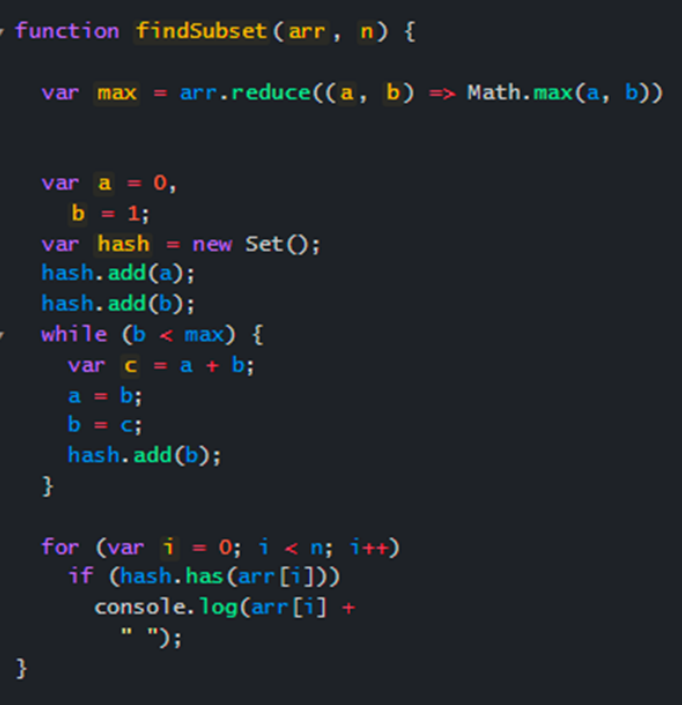 function findSubset(arr, n) {
var max = arr.reduce((a, b) => Math.max(a, b))
var a = 0,
b = 1;
var hash = new Set();
hash.add(a);
hash.add(b);
while (b < max) {
var c = a + b;
a = b;
b = c;
hash.add(b);
}
for (var i = 0; i < n; i++)
if (hash.has(arr[i]))
console.log(arr[i] +
" ");
}